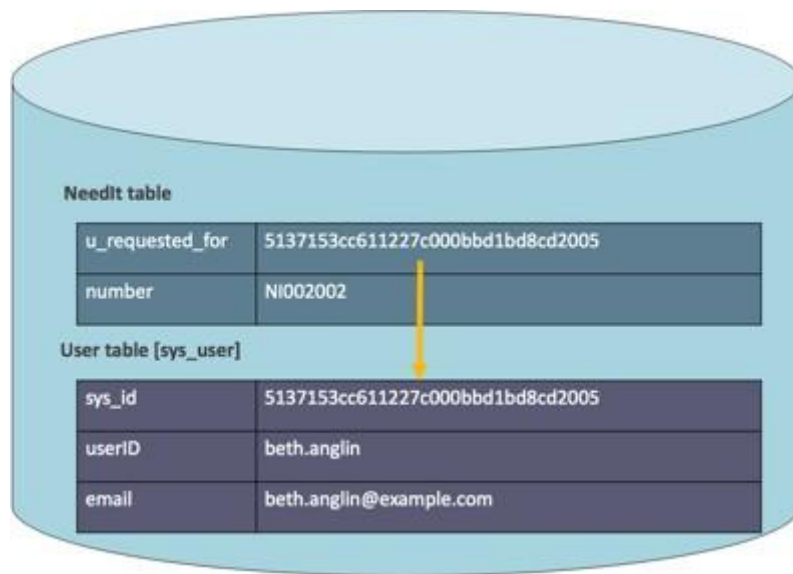 NeedIt table
u_requested_for 5137153cc611227c000bbd1bd8cd2005
number NI002002
User table [sys_user]
sys_id 5137153cc611227c000bbd1bd8cd2005
userID beth.anglin
email beth.anglin@example.com